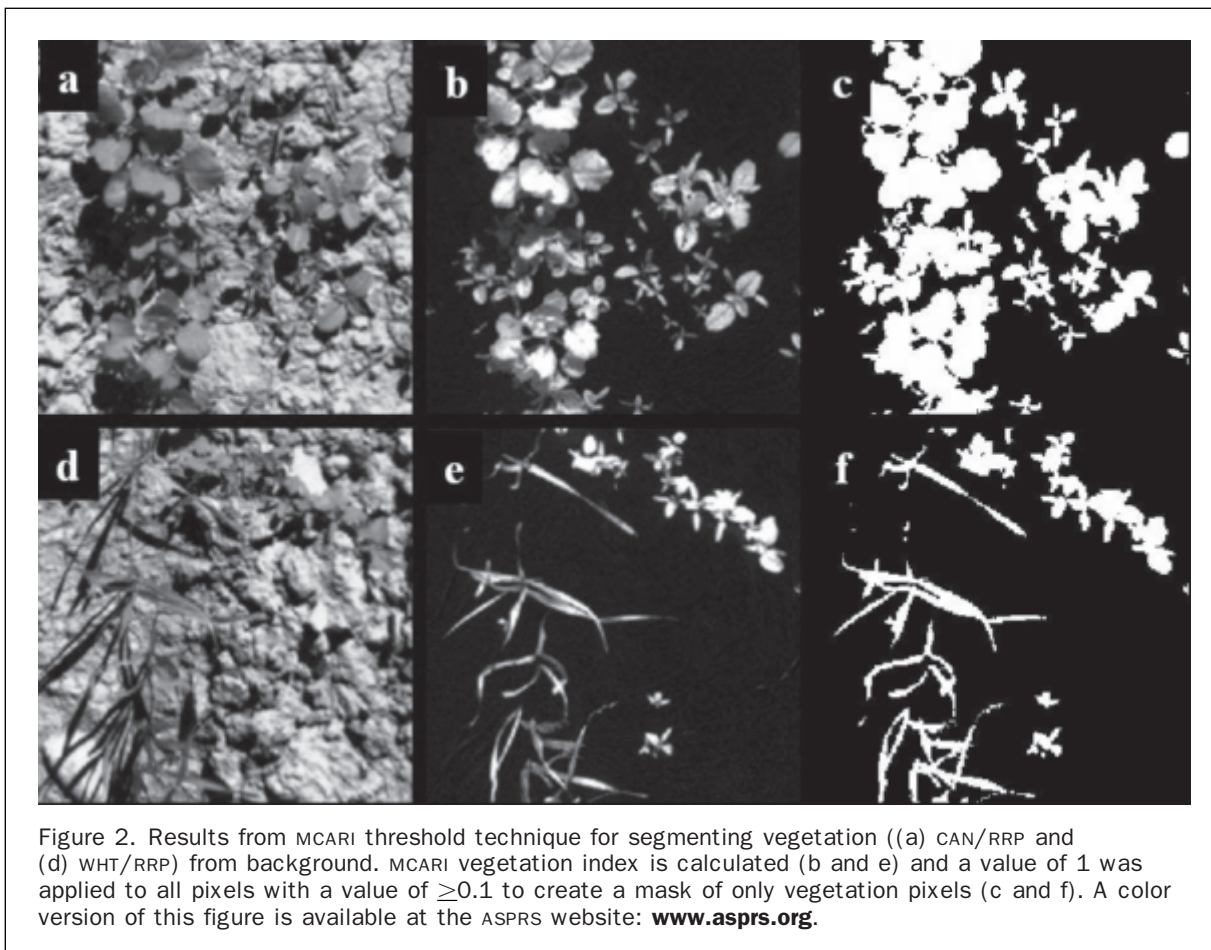 a
b
c
d
e
f
Figure 2. Results from MCARI threshold technique for segmenting vegetation ((a) CAN/RRP and
(d) WHT/RRP) from background. MCARI vegetation index is calculated (b and e) and a value of 1 was
applied to all pixels with a value of ≥0.1 to create a mask of only vegetation pixels (c and f). A color
version of this figure is available at the ASPRS website: www.asprs.org.